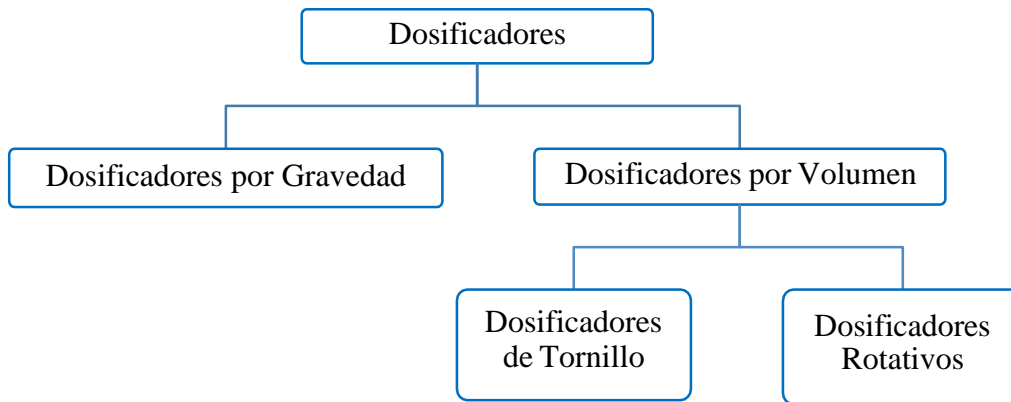 Dosificadores
Dosificadores por Gravedad
Dosificadores por Volumen
Dosificadores
de Tornillo
Dosificadores
Rotativos